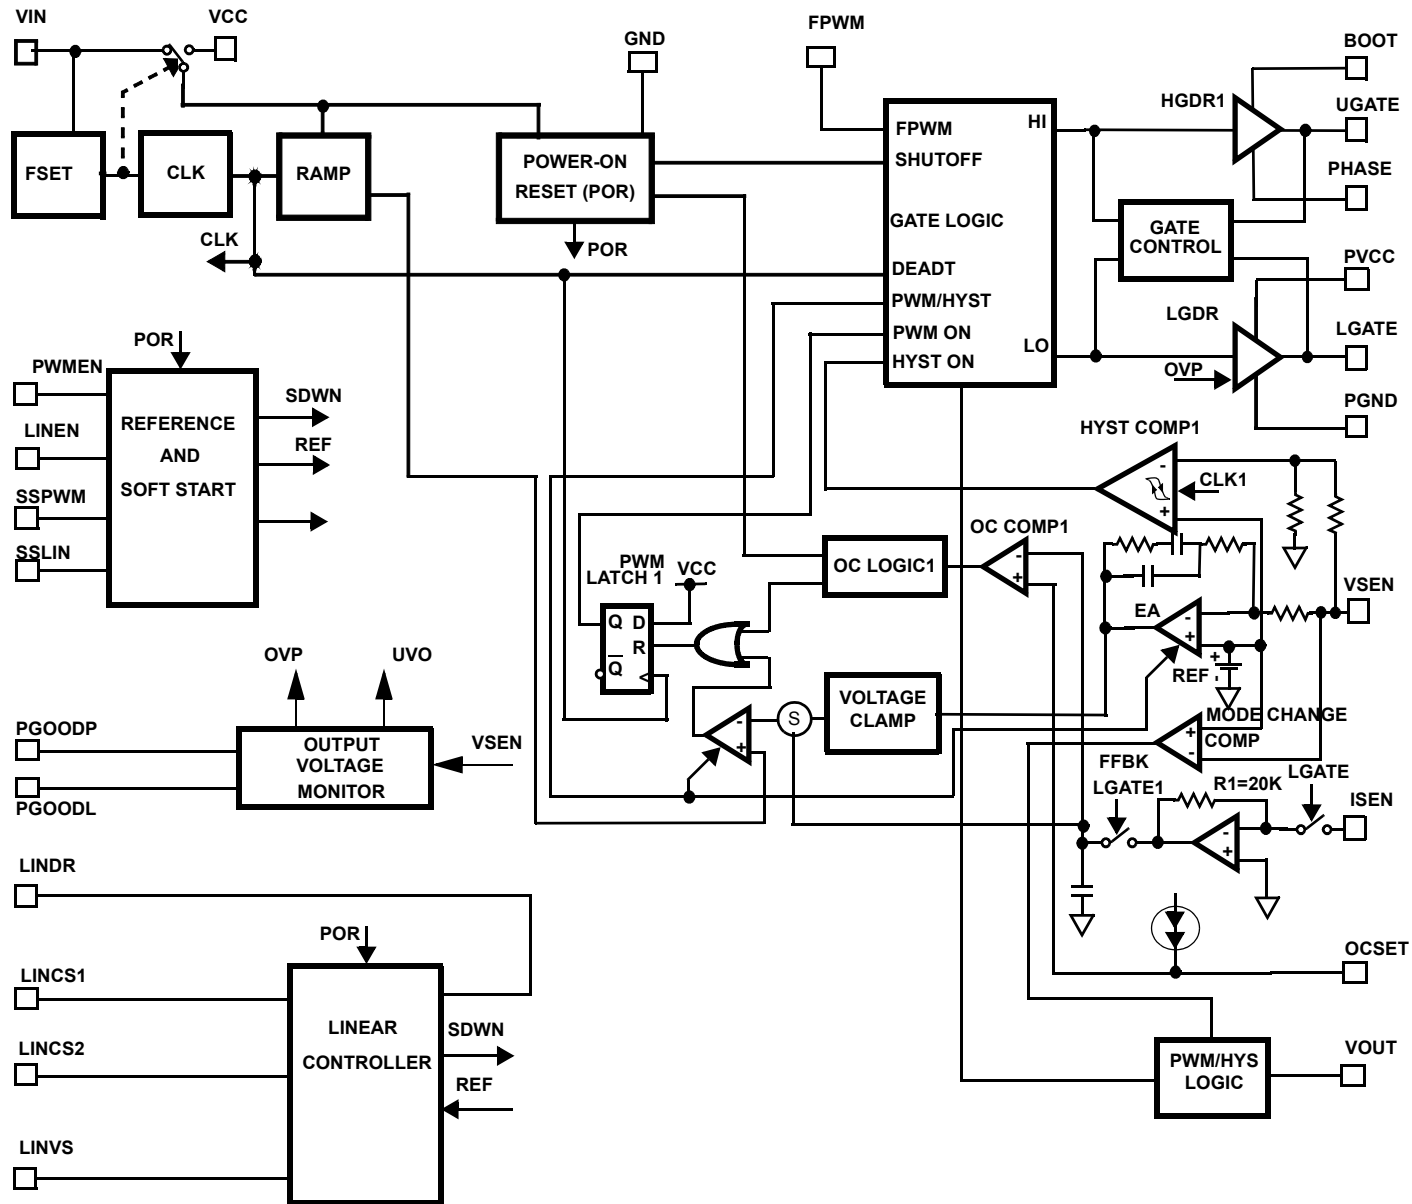 VIN
VCC
GND
FPWM
BOOT
HGDR1
UGATE
PHASE
FSET
CLK
RAMP
POWER-ON
RESET (POR)
POR
CLK
FPWM
HI
SHUTOFF
GATE LOGIC
DEADT
PWM/HYST
PWM ON
HYST ON
LO
GATE
CONTROL
PVCC
LGDR
LGATE
OVP
PGND
POR
PWMEN
LINEN
SSPWM
SSLIN
REFERENCE
AND
SOFT START
SDWN
REF
HYST COMP1
-
+
CLK1
OC COMP1
-
+
OC LOGIC1
PWM
LATCH 1
VCC
Q D
R
Q
<
EA
-
+
VSEN
REF
+
-
VOLTAGE
CLAMP
S
-
+
MODE CHANGE
COMP
+
-
OVP
UVO
PGOODP
PGOODL
OUTPUT
VOLTAGE
MONITOR
VSEN
FFBK
LGATE1
R1=20K
LGATE
ISEN
-
+
LINDR
POR
LINCS1
LINCS2
LINVS
LINEAR
CONTROLLER
SDWN
REF
OCSET
PWM/HYS
LOGIC
VOUT